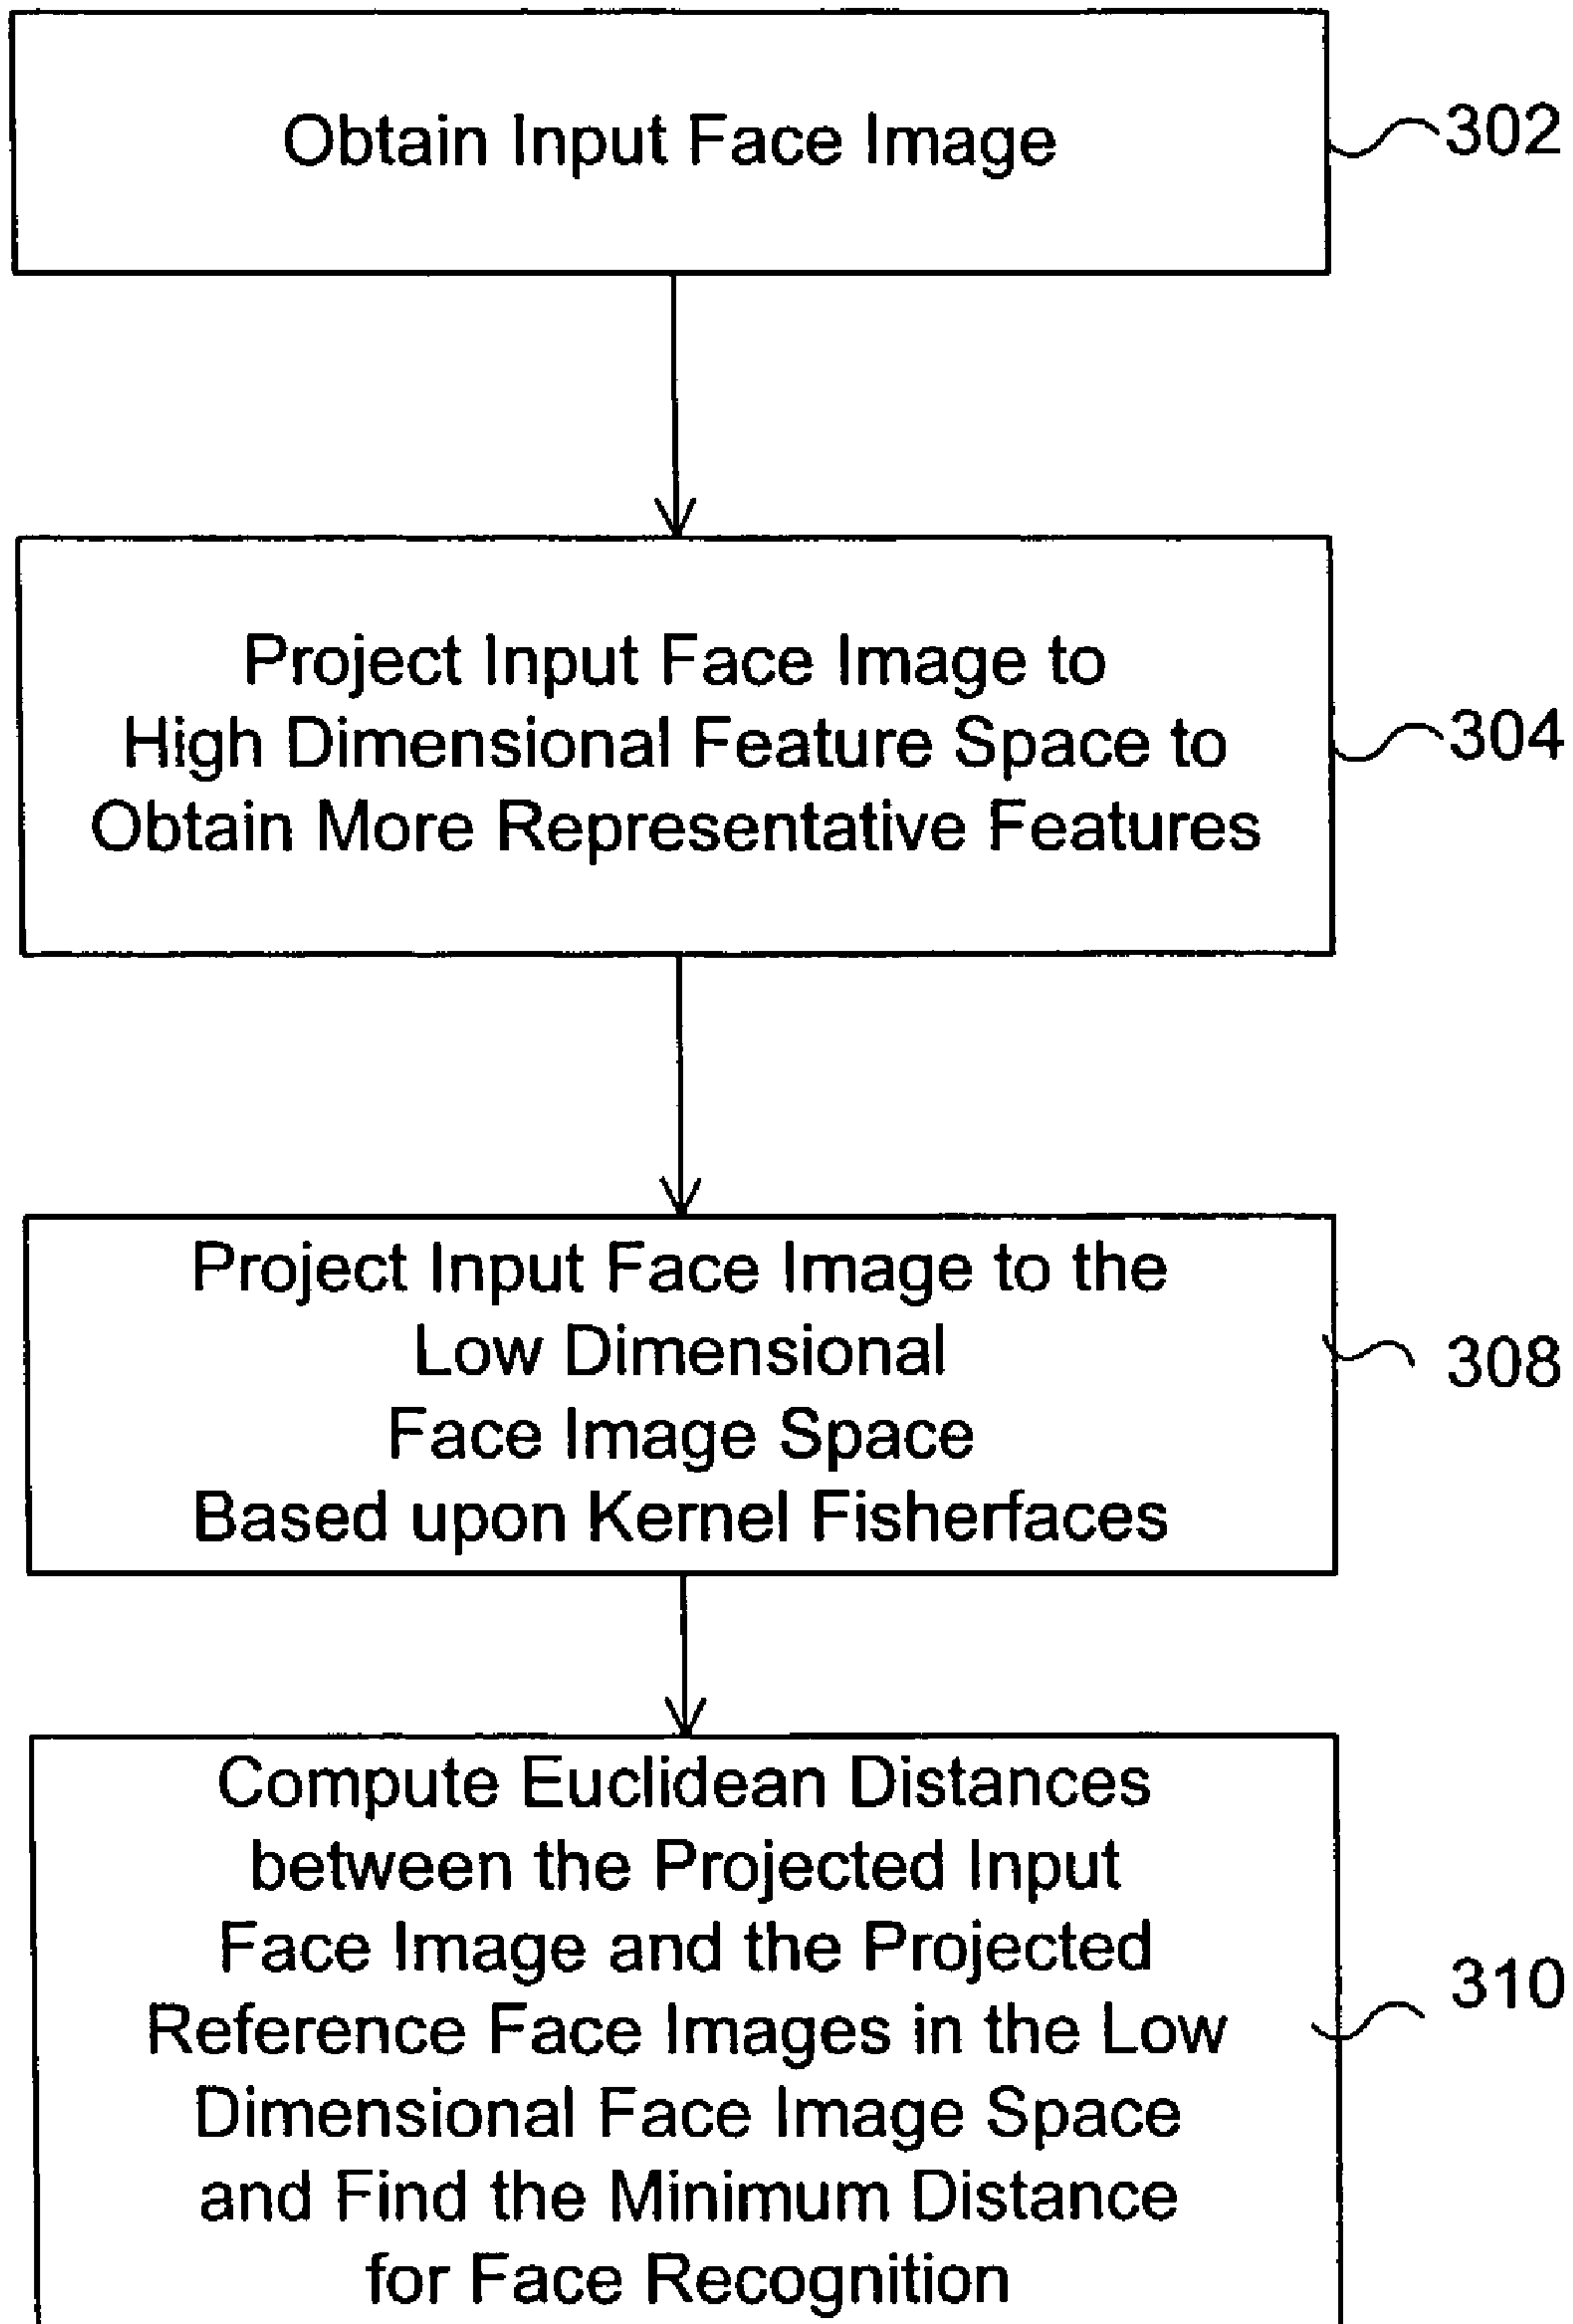 Obtain Input Face Image
302
Project Input Face Image to
High Dimensional Feature Space to
Obtain More Representative Features
304
Project Input Face Image to the
Low Dimensional
Face Image Space
Based upon Kernel Fisherfaces
308
Compute Euclidean Distances
between the Projected Input
Face Image and the Projected
Reference Face Images in the Low
Dimensional Face Image Space
and Find the Minimum Distance
for Face Recognition
310